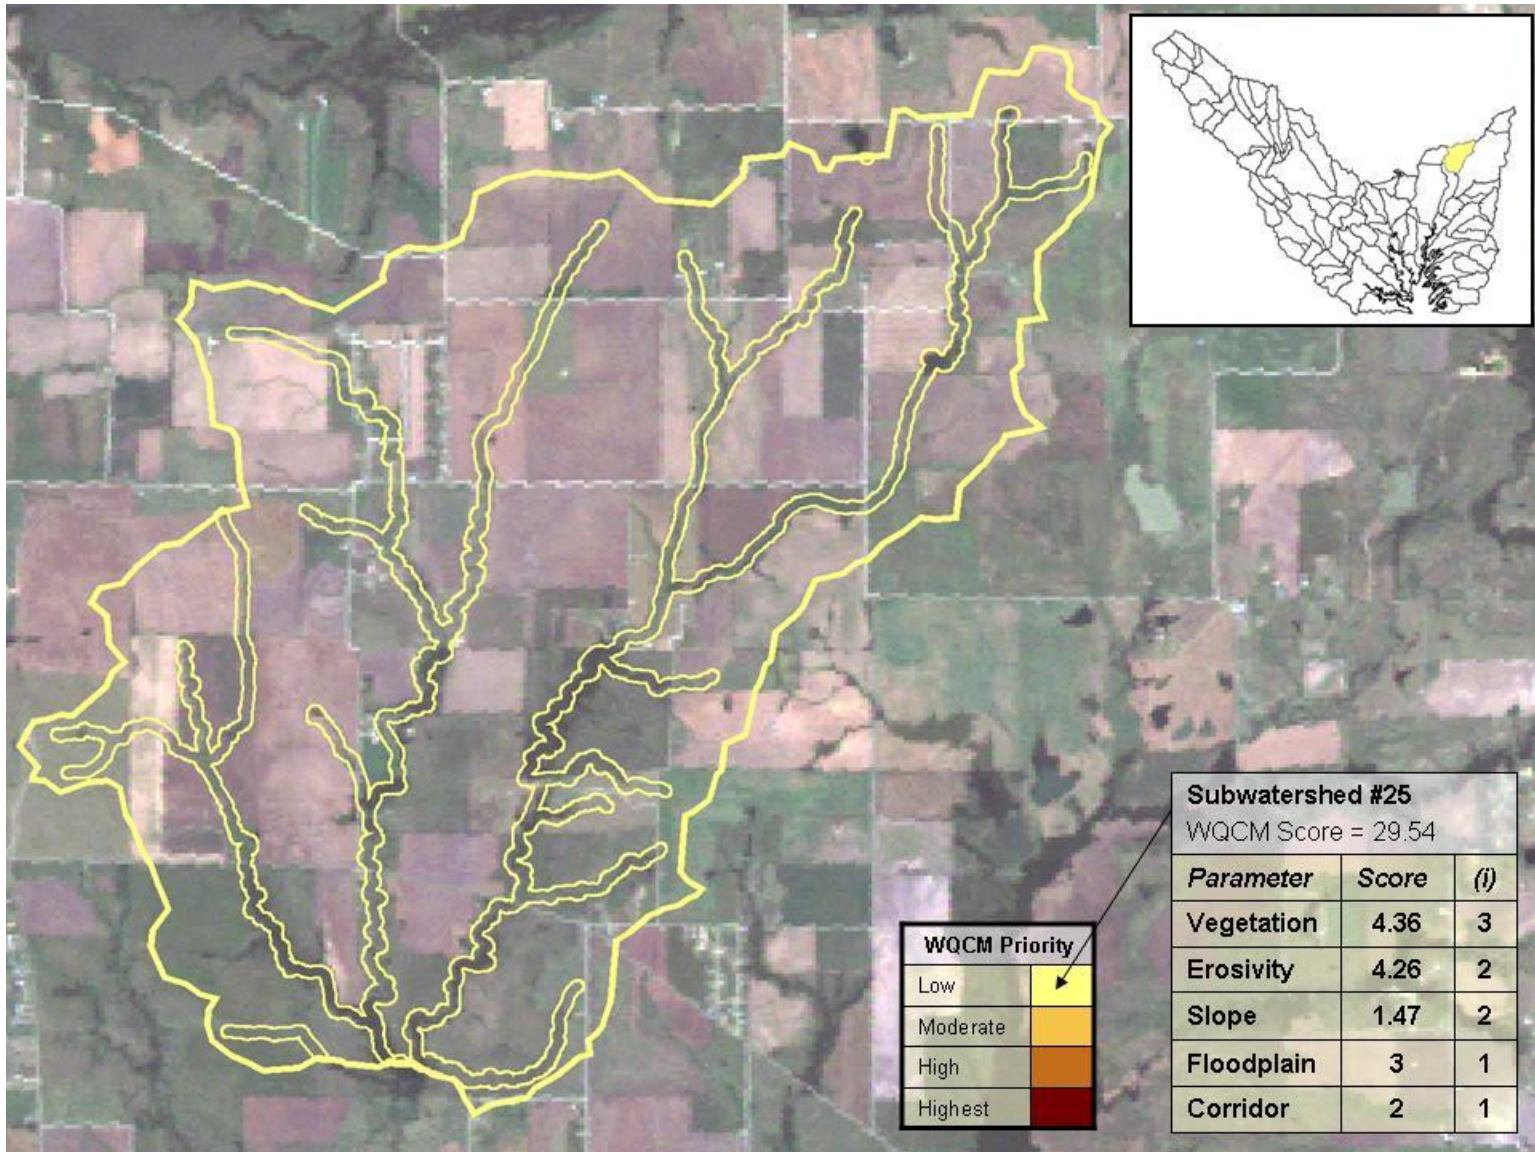 Subwatershed #25
WQCM Score = 29.54
Parameter Score (i)
Vegetation 4.36 3
Erosivity 4.26 2
Slope 1.47 2
Floodplain 3 1
Corridor 2 1
WQCM Priority
Low
Moderate
High
Highest